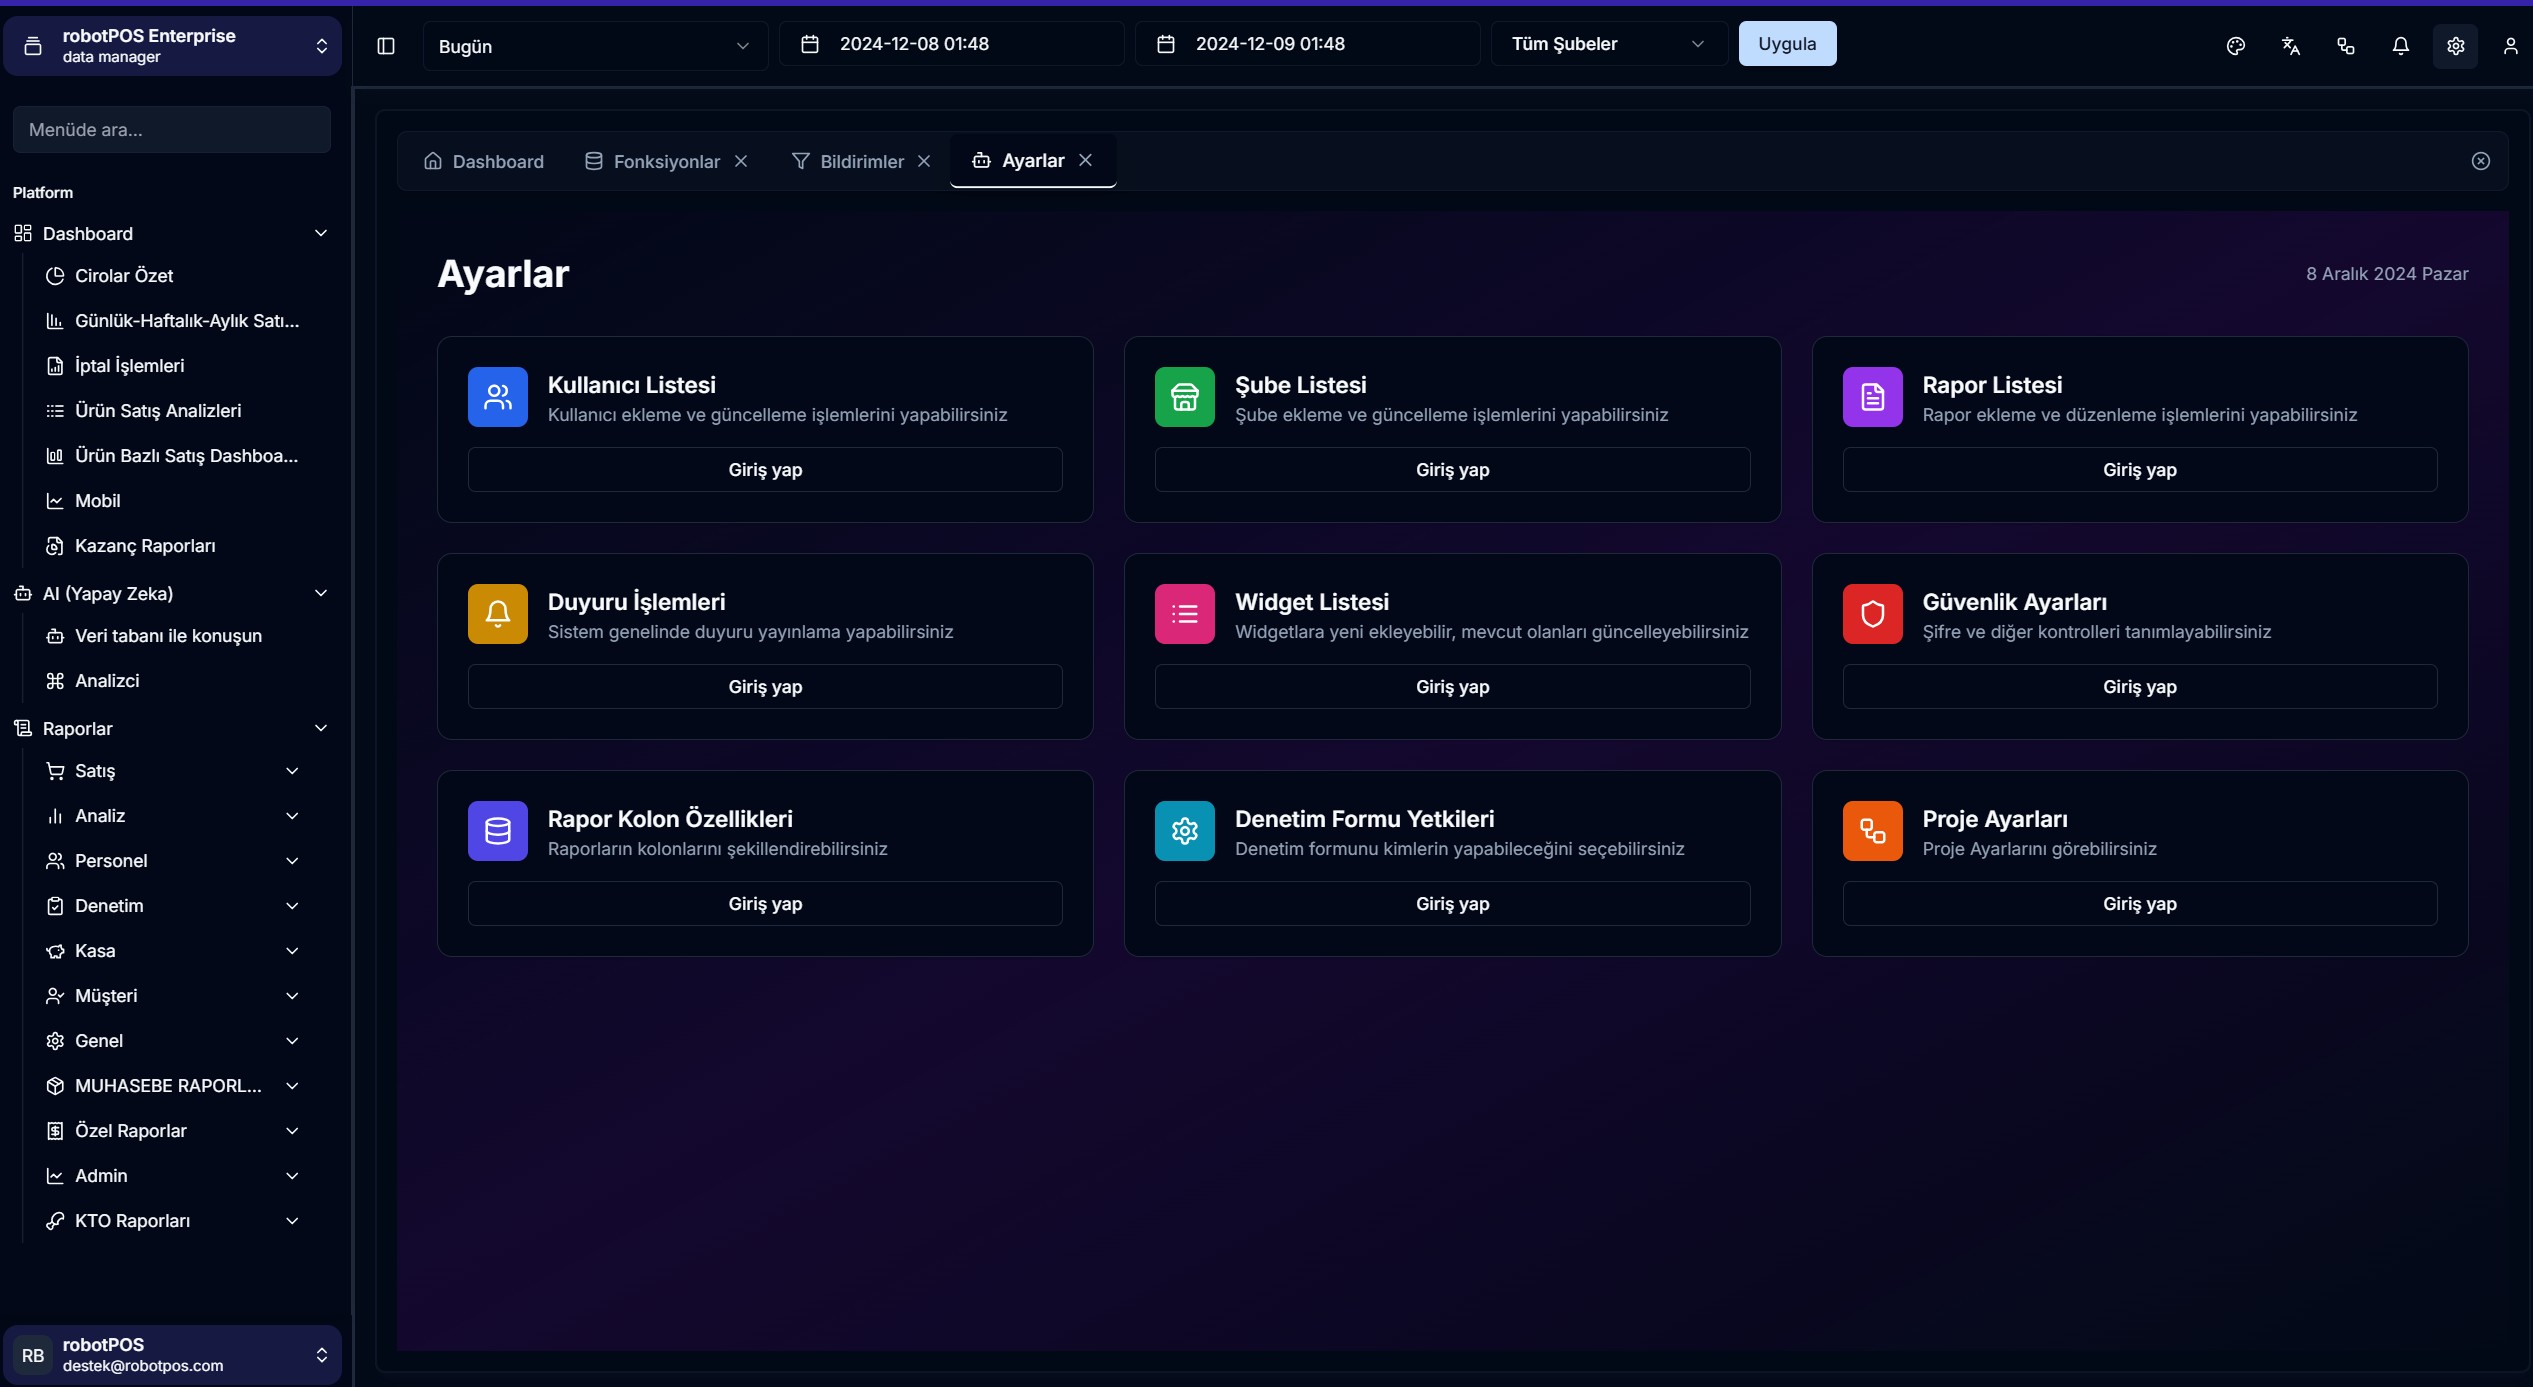 robotPOS Enterprise
data manager
Bugün
2024-12-08 01:48
2024-12-09 01:48
Tüm Şubeler
Uygula
Menüde ara...
Platform
Dashboard
Cirolar Özet
Günlük-Haftalık-Aylık Satı...
İptal İşlemleri
Ürün Satış Analizleri
Ürün Bazlı Satış Dashboa...
Mobil
Kazanç Raporları
AI (Yapay Zeka)
Veri tabanı ile konuşun
Analizci
Raporlar
Satış
Analiz
Personel
Denetim
Kasa
Müşteri
Genel
MUHASEBE RAPORL...
Özel Raporlar
Admin
KTO Raporları
RB
robotPOS
destek@robotpos.com
Dashboard
Fonksiyonlar
Bildirimler
Ayarlar
Ayarlar
8 Aralık 2024 Pazar
Kullanıcı Listesi
Kullanıcı ekleme ve güncelleme işlemlerini yapabilirsiniz
Giriş yap
Şube Listesi
Şube ekleme ve güncelleme işlemlerini yapabilirsiniz
Giriş yap
Rapor Listesi
Rapor ekleme ve düzenleme işlemlerini yapabilirsiniz
Giriş yap
Duyuru İşlemleri
Sistem genelinde duyuru yayınlama yapabilirsiniz
Giriş yap
Widget Listesi
Widgetlara yeni ekleyebilir, mevcut olanları güncelleyebilirsiniz
Giriş yap
Güvenlik Ayarları
Şifre ve diğer kontrolleri tanımlayabilirsiniz
Giriş yap
Rapor Kolon Özellikleri
Raporların kolonlarını şekillendirebilirsiniz
Giriş yap
Denetim Formu Yetkileri
Denetim formunu kimlerin yapabileceğini seçebilirsiniz
Giriş yap
Proje Ayarları
Proje Ayarlarını görebilirsiniz
Giriş yap